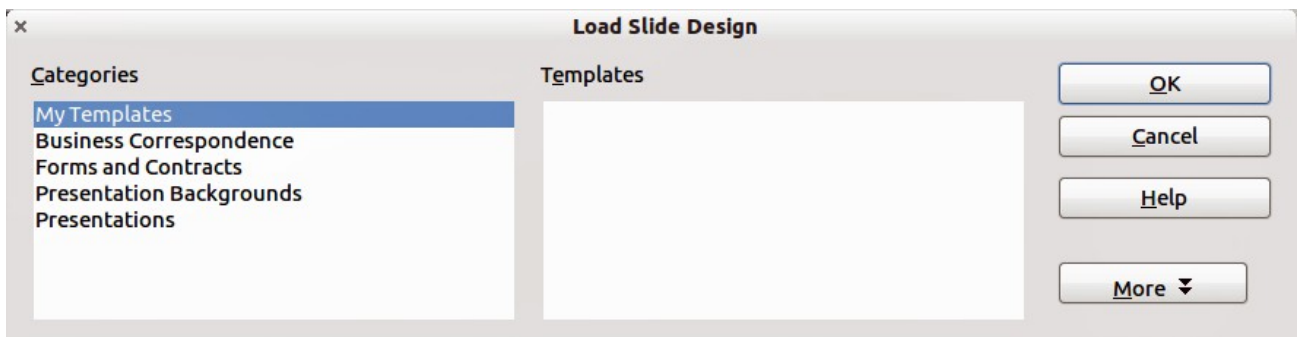 Load Slide Design
Categories
My Templates
Business Correspondence
Forms and Contracts
Presentation Backgrounds
Presentations
Templates
OK
Cancel
Help
More